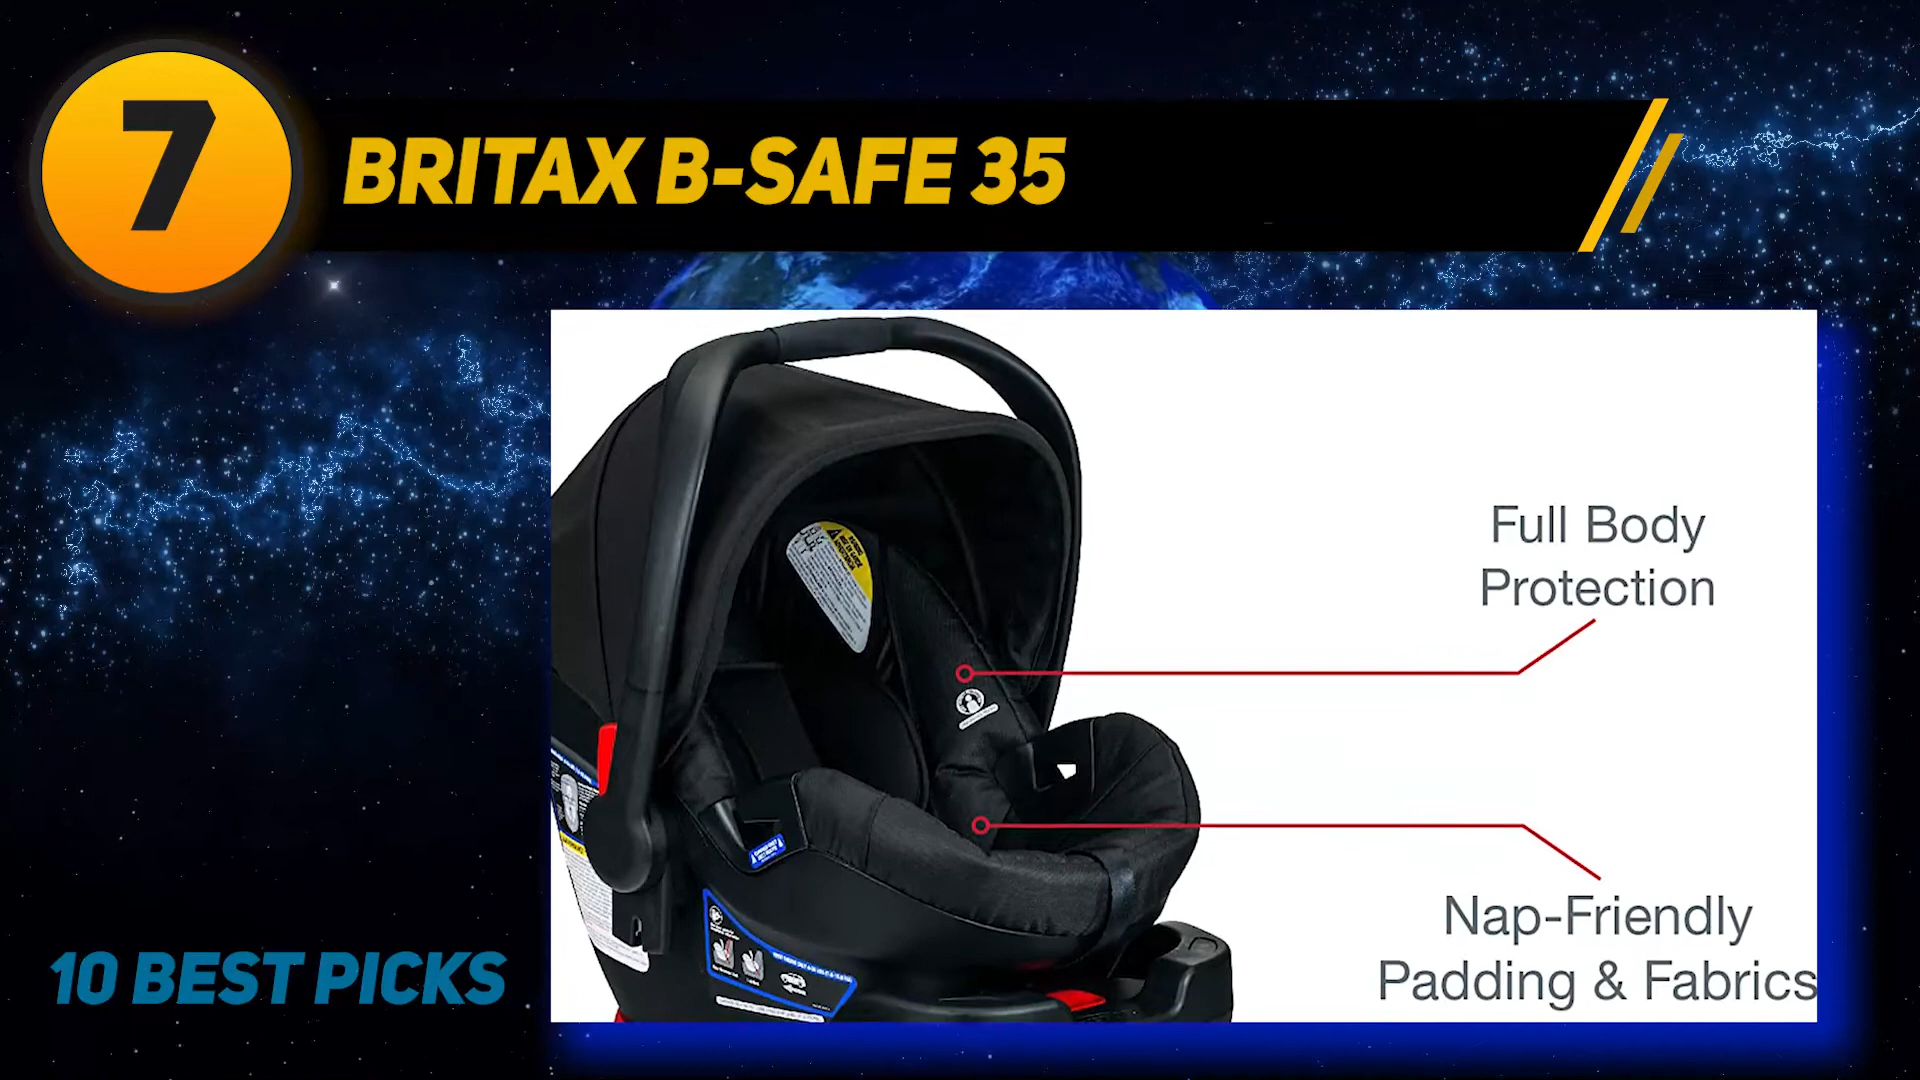 7
BRITAX B-SAFE 35
Full Body
Protection
Nap-Friendly
Padding & Fabrics
10 BEST PICKS